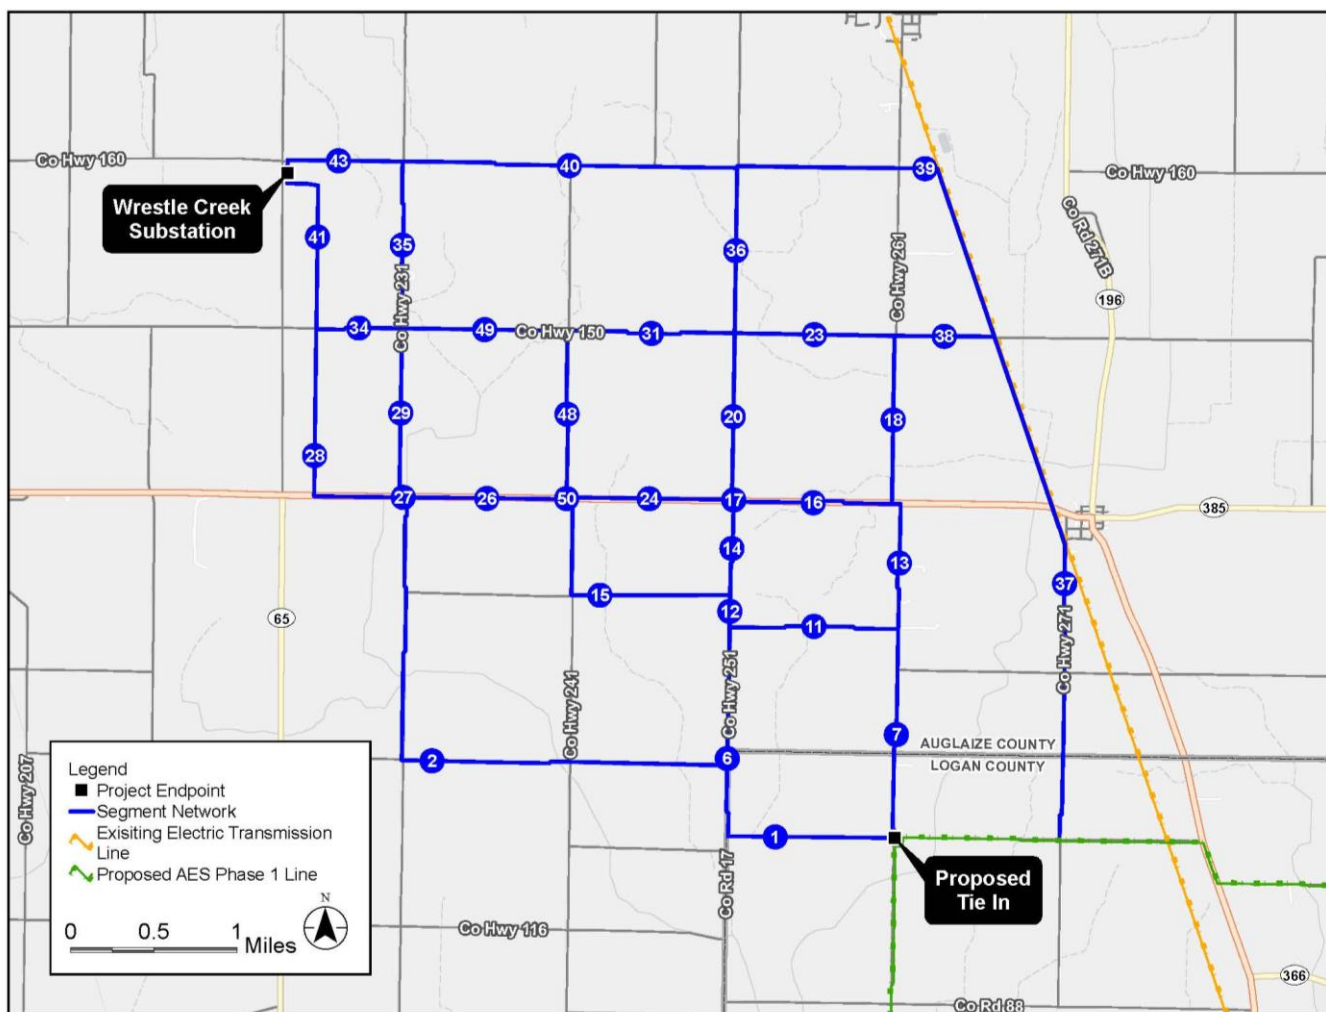 Co Hwy 160
43
40
39
Co Hwy 160
Wrestle Creek
Substation
41
35
Co Hwy 231
36
Co Hwy 261
Co Rd 271B
196
34
49
Co Hwy 150
31
23
38
29
48
20
18
28
27
26
50
24
17
16
385
14
13
15
12
11
37
65
Co Hwy 271
Co Hwy 241
Co Hwy 251
7
AUGLAIZE COUNTY
LOGAN COUNTY
2
6
Co Hwy 207
1
Co Rd 17
Proposed
Tie In
Co Hwy 116
366
Co Rd 88
Legend
Project Endpoint
Segment Network
Exisiting Electric Transmission
Line
Proposed AES Phase 1 Line
N
0 0.5 1
Miles